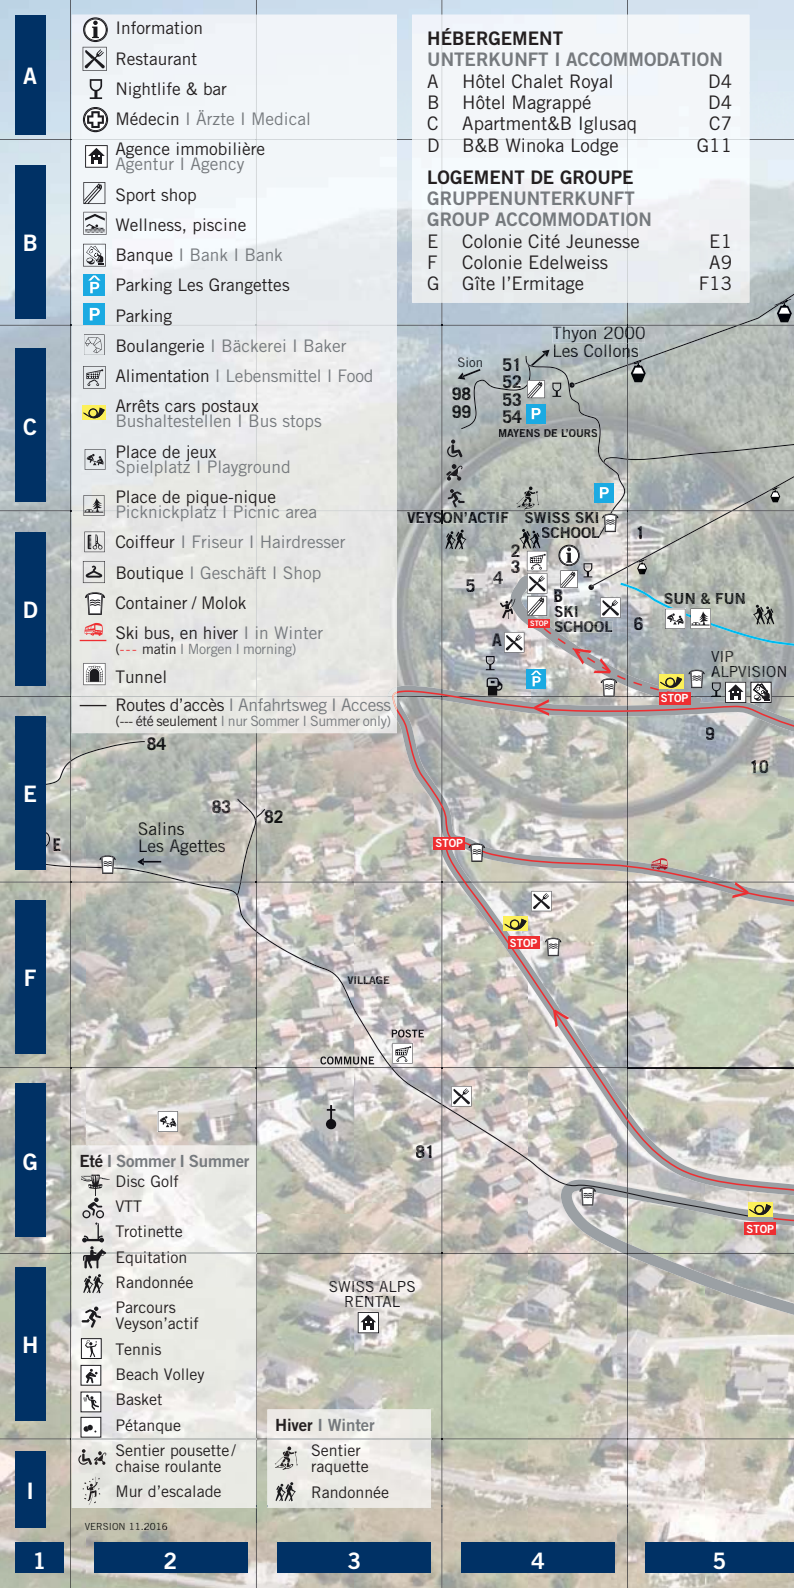 A
B
C
D
E
F
G
H
I
1
2
3
4
5
Information
Restaurant
Nightlife & bar
Médecin I Ärzte I Medical
Agence immobilière
Agentur I Agency
Sport shop
Wellness, piscine
Banque I Bank I Bank
P Parking Les Grangettes
P Parking
Boulangerie I Bäckerei I Baker
Alimentation I Lebensmittel I Food
Arrêts cars postaux
Bushaltestellen I Bus stops
Place de jeux
Spielplatz I Playground
Place de pique-nique
Picknickplatz I Picnic area
Coiffeur I Friseur I Hairdresser
Boutique I Geschäft I Shop
Container / Molok
Ski bus, en hiver I in Winter
(--- matin I Morgen I morning)
Tunnel
Routes d'accès I Anfahrtsweg I Access
(--- été seulement I nur Sommer I Summer only)
HÉBERGEMENT
UNTERKUNFT I ACCOMMODATION
A Hôtel Chalet Royal D4
B Hôtel Magrappé D4
C Apartment&B Iglusaq C7
D B&B Winoka Lodge G11
LOGEMENT DE GROUPE
GRUPPENUNTERKUNFT
GROUP ACCOMMODATION
E Colonie Cité Jeunesse E1
F Colonie Edelweiss A9
G Gîte l'Ermitage F13
Thyon 2000
Les Collons
Sion
51
52
53
54
98
99
P
MAYENS DE L'OURS
P
VEYSON'ACTIF
SWISS SKI
SCHOOL
1
2
3
4
5
B
SKI
SCHOOL
STOP
6
SUN & FUN
A
P
VIP
ALPVISION
STOP
9
10
84
83
82
Salins
Les Agettes
E
STOP
STOP
VILLAGE
POSTE
COMMUNE
81
STOP
SWISS ALPS
RENTAL
Eté I Sommer I Summer
Disc Golf
VTT
Trotinette
Equitation
Randonnée
Parcours
Veyson'actif
Tennis
Beach Volley
Basket
Pétanque
Sentier pousette/
chaise roulante
Mur d'escalade
Hiver I Winter
Sentier
raquette
Randonnée
VERSION 11.2016